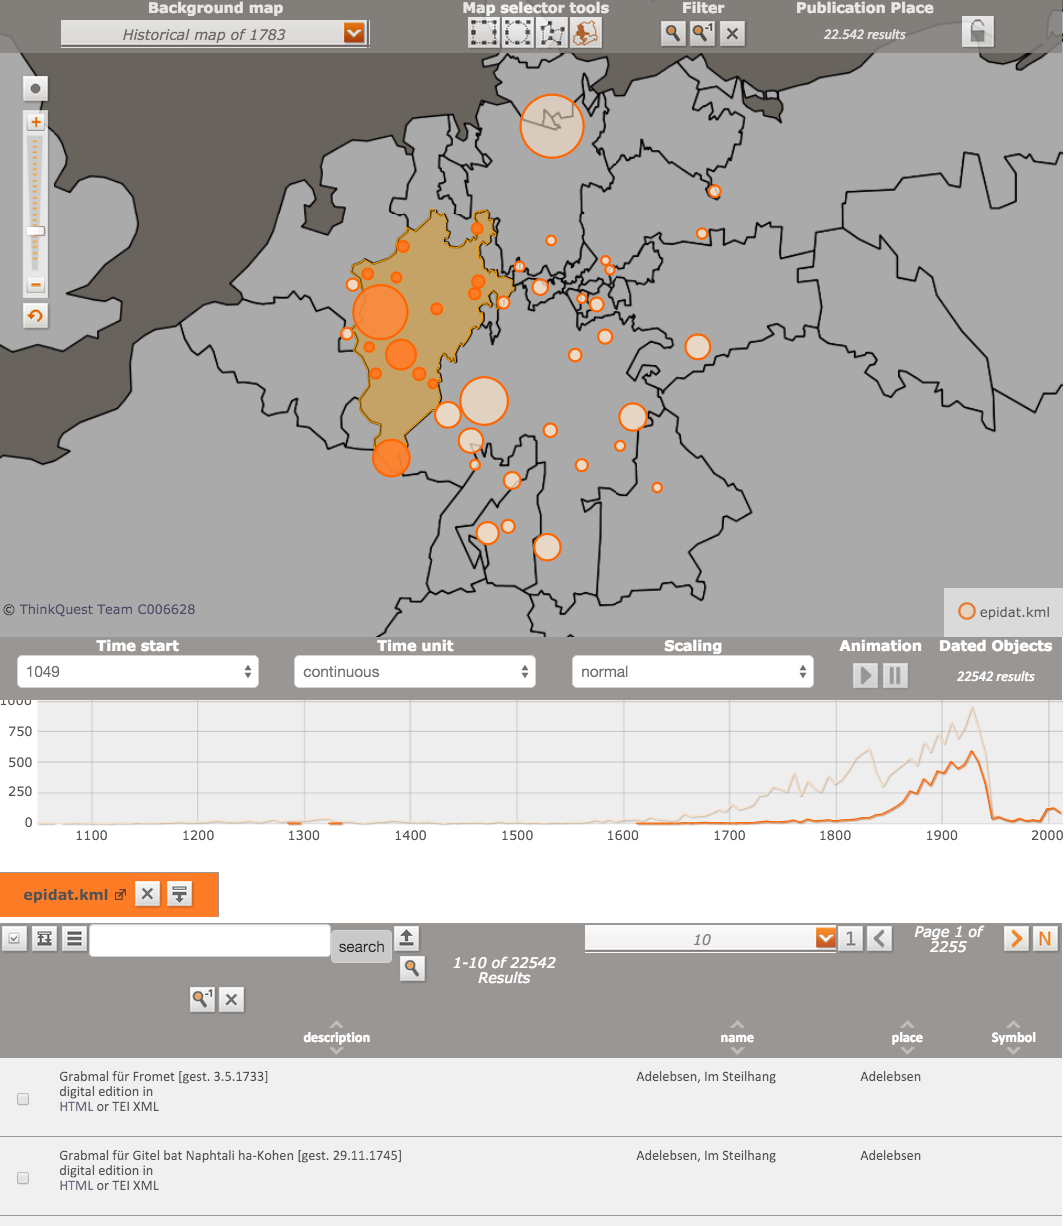 Background map
Map selector tools
Filter
Publication Place
Historical map of 1783
-1
22.542 results
© ThinkQuest Team C006628
epidat.kml
Time start
Time unit
Scaling
Animation
Dated Objects
1049
continuous
normal
22542 results
1000
750
500
250
0
1100 1200 1300 1400 1500 1600 1700 1800 1900 2000
epidat.kml
search
1-10 of 22542
Results
10
1
Page 1 of
2255
N
-1
description name place Symbol
Grabmal für Fromet [gest. 3.5.1733]
digital edition in
HTML or TEI XML
Adelebsen, Im Steilhang
Adelebsen
Grabmal für Gitel bat Naphtali ha-Kohen [gest. 29.11.1745]
digital edition in
HTML or TEI XML
Adelebsen, Im Steilhang
Adelebsen